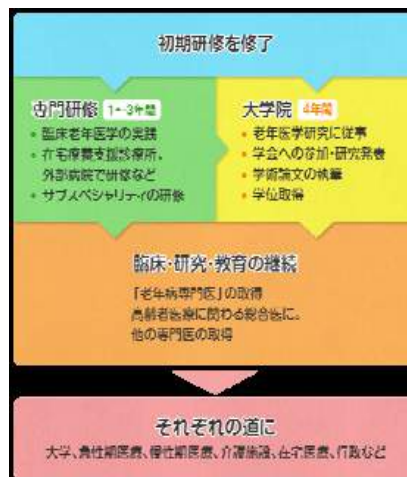 初期研修を修了
専門研修 1~3年間
• 臨床老年医学の実践
• 在宅療養支援診療所、
外部病院で研修など
• サブスペシャリティの研修
大学院 4年間
• 老年医学研究に従事
• 学会への参加・研究発表
• 学術論文の執筆
• 学位取得
臨床・研究・教育の継続
「老年病専門医」の取得
高齢者医療に関わる総合医に。
他の専門医の取得
それぞれの道に
大学、急性期医療、慢性期医療、介護施設、在宅医療、行政など